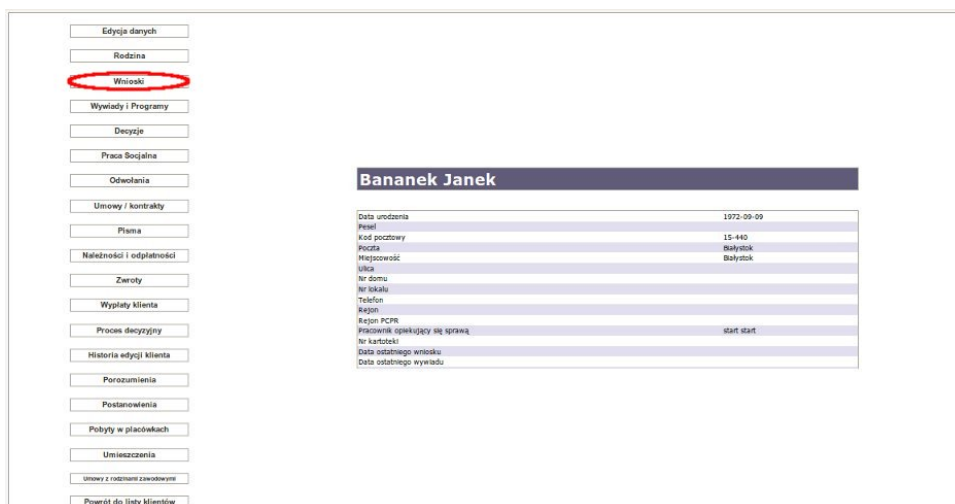 Edycja danych
Rodzina
Wnioski
Wywiady i Programy
Decyzje
Praca Socjalna
Odwołania
Umowy / kontrakty
Pisma
Należności i odpłatności
Zwroty
Wypłaty klienta
Proces decyzyjny
Historia edycji klienta
Porozumienia
Postanowienia
Pobyty w placówkach
Umieszczenia
Umowy z rodzinami zawodowymi
Powrót do listy klientów
Bananek Janek
Data urodzenia 1972-09-09
Pesel
Kod pocztowy 15-440
Poczta Białystok
Miejscowość Białystok
Ulica
Nr domu
Nr lokalu
Telefon
Rejon
Rejon PCPR
Pracownik opiekujący się sprawą start start
Nr kartoteki
Data ostatniego wniosku
Data ostatniego wywiadu